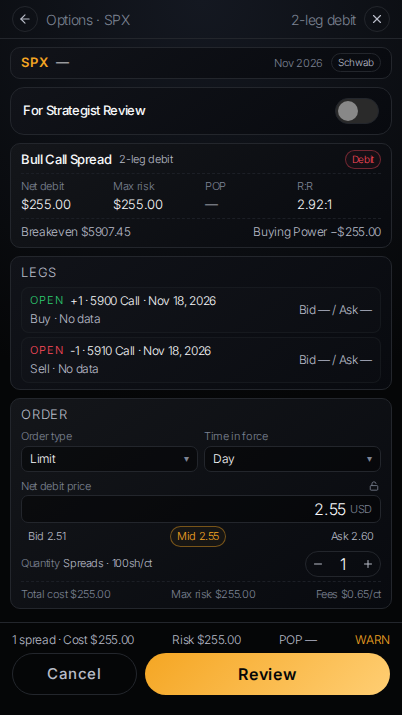 Options · SPX 2-leg debit
SPX — Nov 2026 Schwab
For Strategist Review
Bull Call Spread 2-leg debit Debit
Net debit Max risk POP R:R
$255.00 $255.00 — 2.92:1
Breakeven $5907.45 Buying Power −$255.00
LEGS
OPEN +1 · 5900 Call · Nov 18, 2026
Buy · No data Bid — / Ask —
OPEN -1 · 5910 Call · Nov 18, 2026
Sell · No data Bid — / Ask —
ORDER
Order type Time in force
Limit Day
Net debit price
2.55 USD
Bid 2.51 Mid 2.55 Ask 2.60
Quantity Spreads · 100sh/ct − 1 +
Total cost $255.00 Max risk $255.00 Fees $0.65/ct
1 spread · Cost $255.00 Risk $255.00 POP — WARN
Cancel Review